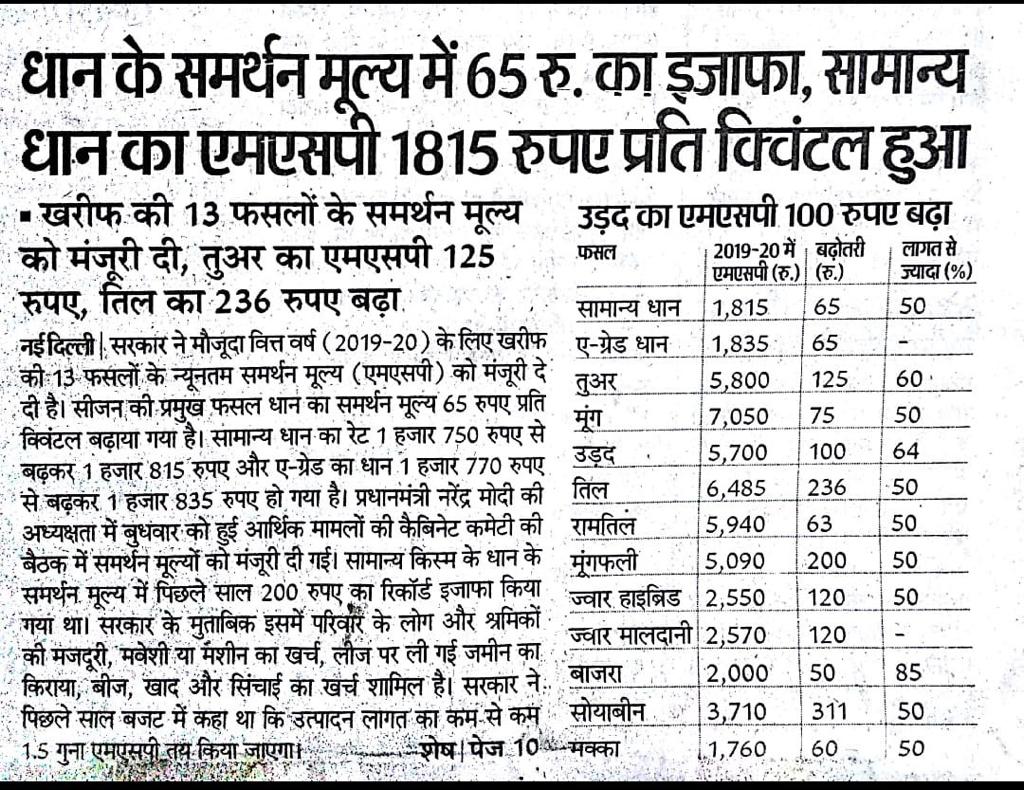 धान के समर्थन मूल्य में 65 रु. का इजाफा, सामान्य
धान का एमएसपी 1815 रुपए प्रति क्विंटल हुआ
▪ खरीफ की 13 फसलों के समर्थन मूल्य
को मंजूरी दी, तुअर का एमएसपी 125
रुपए, तिल का 236 रुपए बढ़ा
नई दिल्ली | सरकार ने मौजूदा वित्त वर्ष (2019-20) के लिए खरीफ
की 13 फसलों के न्यूनतम समर्थन मूल्य (एमएसपी) को मंजूरी दे
दी है। सीजन की प्रमुख फसल धान का समर्थन मूल्य 65 रुपए प्रति
क्विंटल बढ़ाया गया है। सामान्य धान का रेट 1 हजार 750 रुपए से
बढ़कर 1 हजार 815 रुपए और ए-ग्रेड का धान 1 हजार 770 रुपए
से बढ़कर 1 हजार 835 रुपए हो गया है। प्रधानमंत्री नरेंद्र मोदी की
अध्यक्षता में बुधवार को हुई आर्थिक मामलों की कैबिनेट कमेटी की
बैठक में समर्थन मूल्यों को मंजूरी दी गई। सामान्य किस्म के धान के
समर्थन मूल्य में पिछले साल 200 रुपए का रिकॉर्ड इजाफा किया
गया था। सरकार के मुताबिक इसमें परिवार के लोग और श्रमिकों
की मजदूरी, मवेशी या मशीन का खर्च, लीज पर ली गई जमीन का
किराया, बीज, खाद और सिंचाई का खर्च शामिल है। सरकार ने
पिछले साल बजट में कहा था कि उत्पादन लागत का कम से कम
1.5 गुना एमएसपी तय किया जाएगा। शेष | पेज 10
उड़द का एमएसपी 100 रुपए बढ़ा
फसल 2019-20 में बढ़ोतरी लागत से
एमएसपी (रु.) (रु.) ज्यादा (%)
सामान्य धान 1,815 65 50
ए-ग्रेड धान 1,835 65 -
तुअर 5,800 125 60
मूंग 7,050 75 50
उड़द 5,700 100 64
तिल 6,485 236 50
रामतिल 5,940 63 50
मूंगफली 5,090 200 50
ज्वार हाइब्रिड 2,550 120 50
ज्वार मालदानी 2,570 120 -
बाजरा 2,000 50 85
सोयाबीन 3,710 311 50
मक्का 1,760 60 50